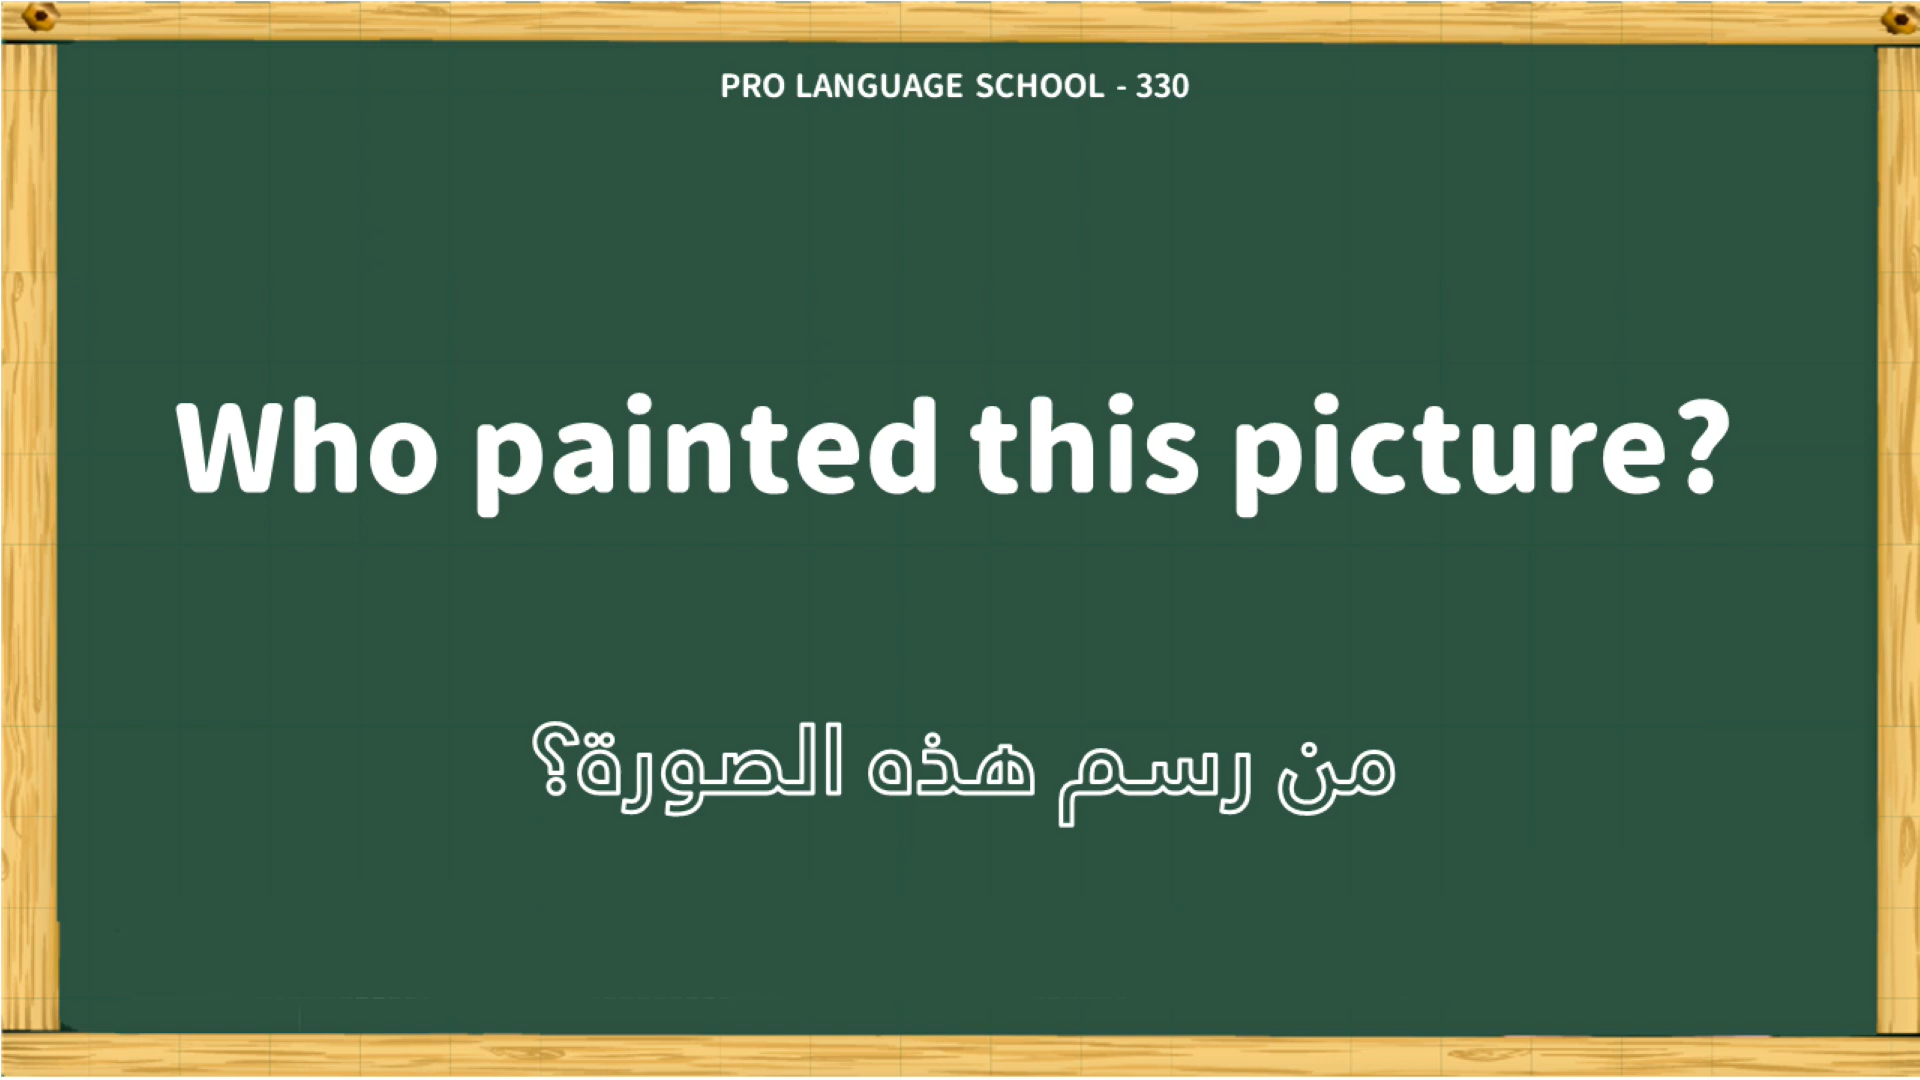 PRO LANGUAGE SCHOOL - 330
Who painted this picture?
من رسم هذه الصورة؟